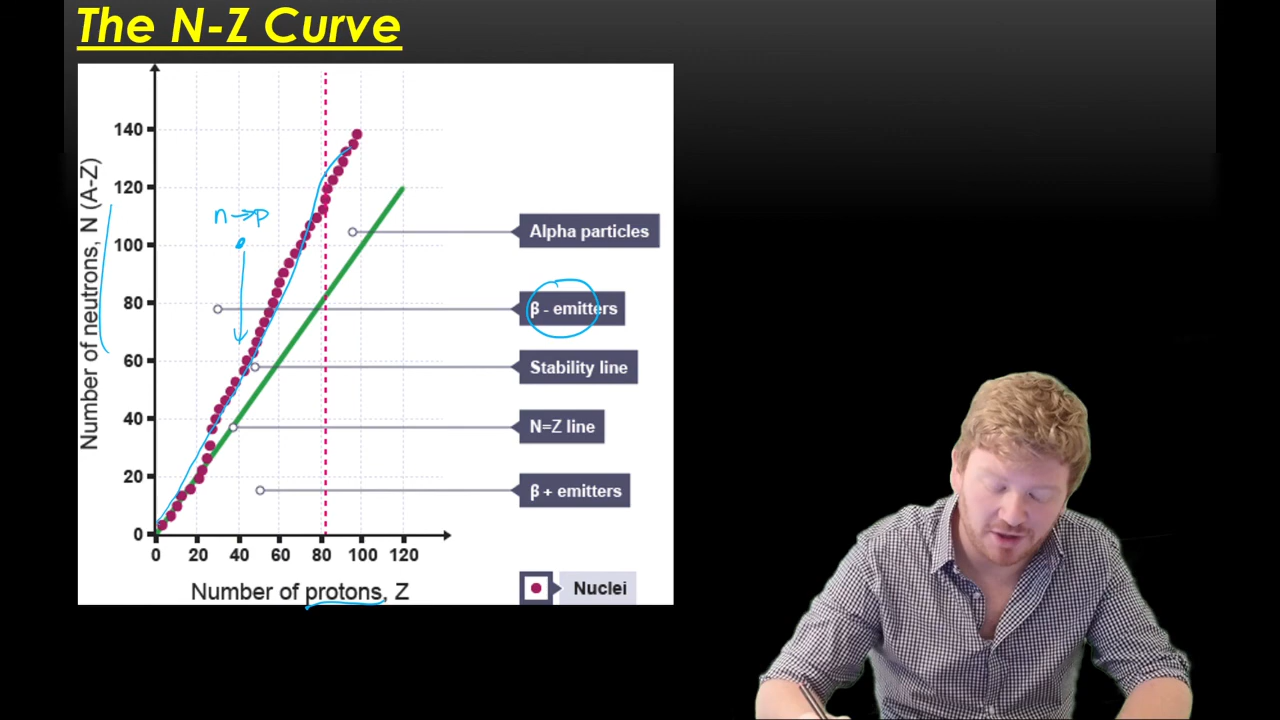 The N-Z Curve
Number of neutrons, N (A-Z)
140
120
100
80
60
40
20
0
0 20 40 60 80 100 120
Number of protons, Z
n→p
Alpha particles
β - emitters
Stability line
N=Z line
β + emitters
Nuclei